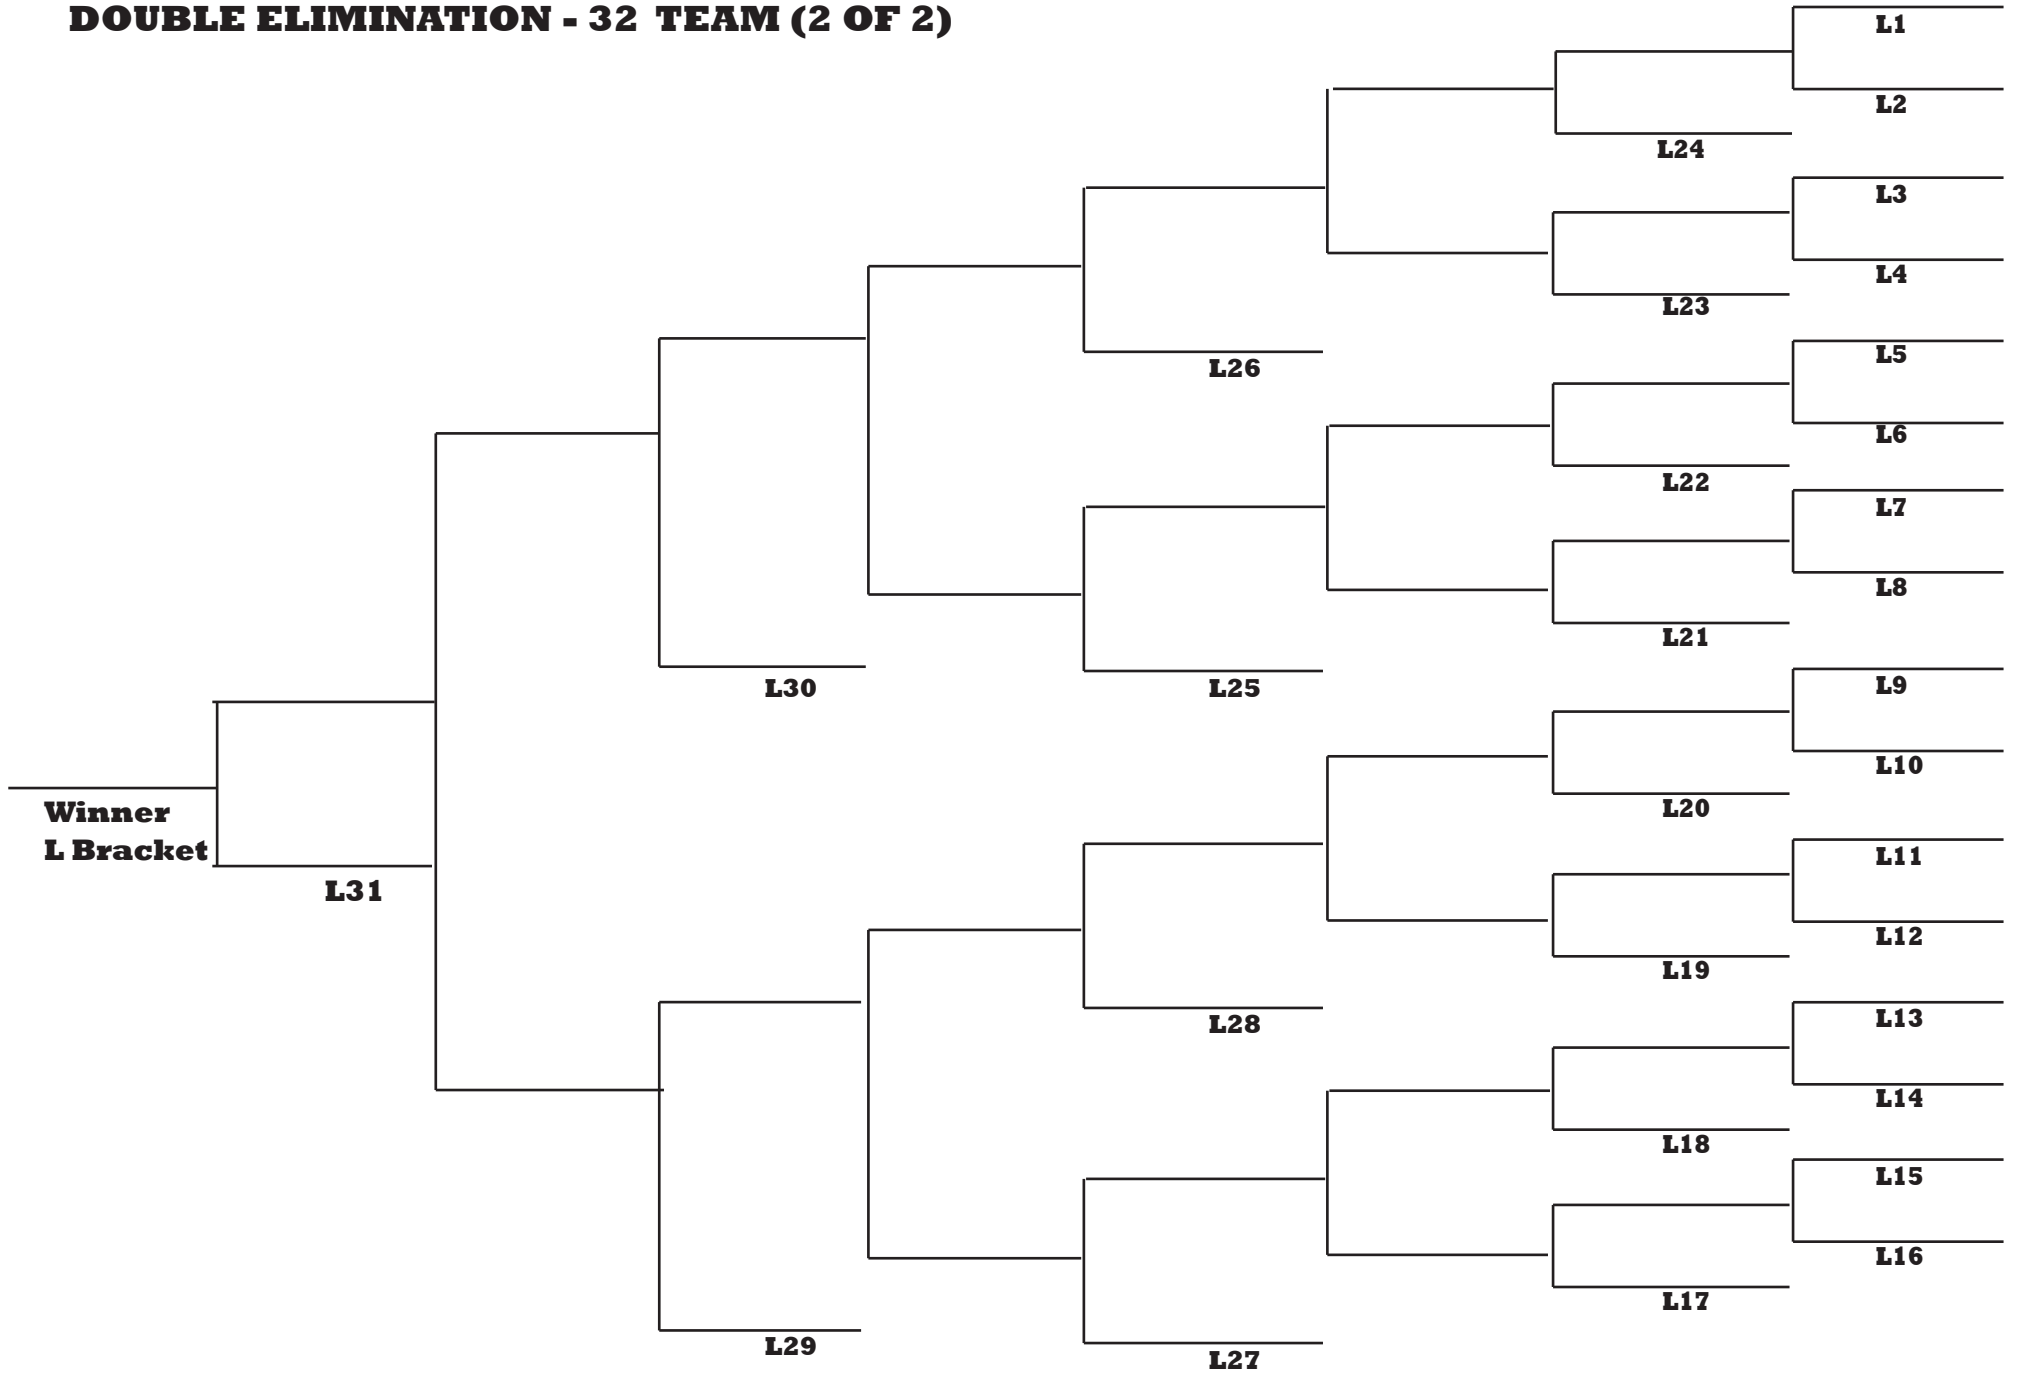 DOUBLE ELIMINATION - 32 TEAM (2 OF 2)
L1
L2
L24
L3
L4
L23
L5
L26
L6
L22
L7
L8
L21
L30
L25
L9
L10
L20
Winner
L Bracket
L11
L31
L12
L19
L28
L13
L14
L18
L15
L16
L17
L29
L27